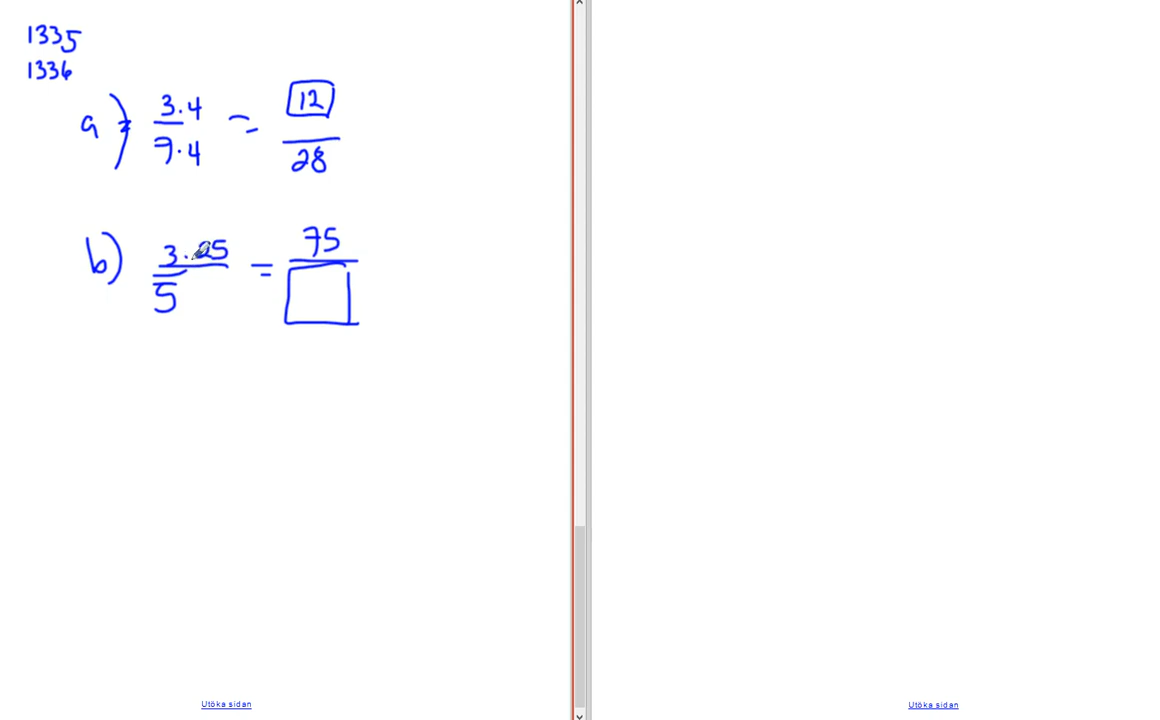 1335
1336
a) 3.4 / 7.4 = 12 / 28
b) 3.25 / 5 = 75 /
Utöka sidan
Utöka sidan